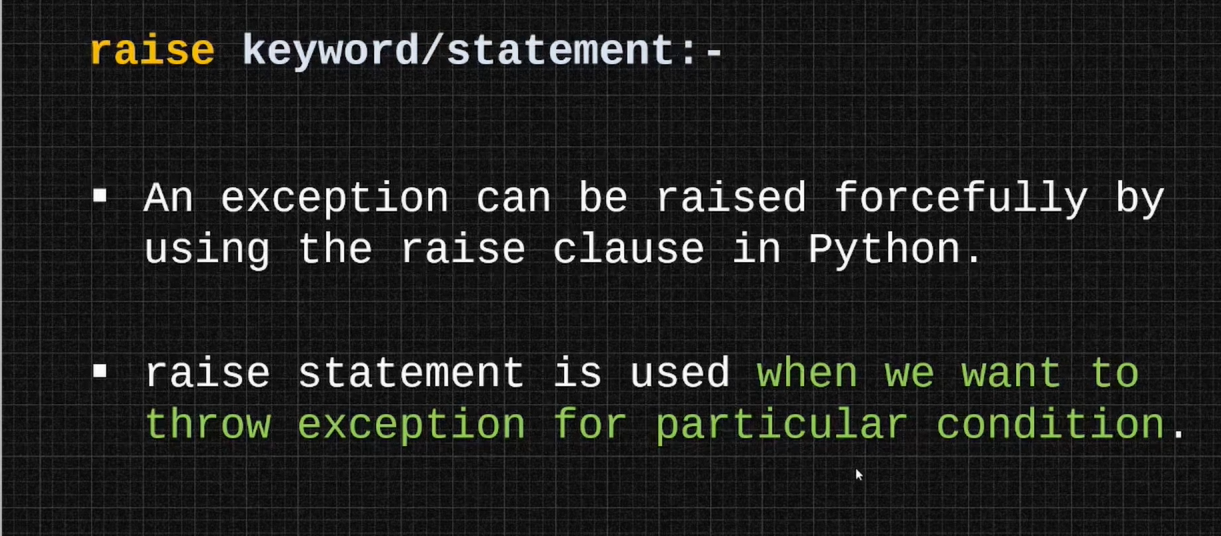 raise keyword/statement:-
▪ An exception can be raised forcefully by
using the raise clause in Python.
▪ raise statement is used when we want to
throw exception for particular condition.